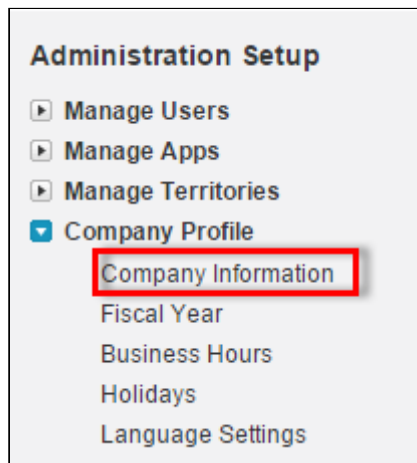 Administration Setup
Manage Users
Manage Apps
Manage Territories
Company Profile
Company Information
Fiscal Year
Business Hours
Holidays
Language Settings